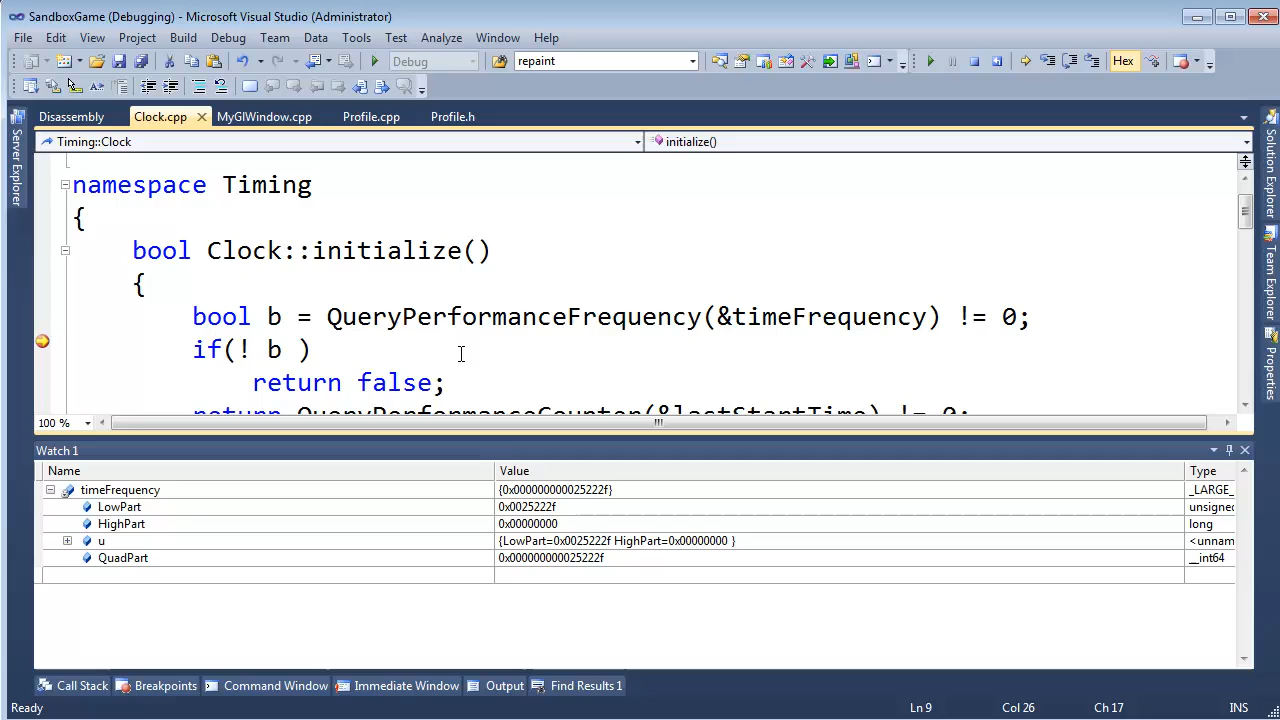 SandboxGame (Debugging) - Microsoft Visual Studio (Administrator)
File Edit View Project Build Debug Team Data Tools Test Analyze Window Help
Debug repaint Hex
Disassembly Clock.cpp MyGlWindow.cpp Profile.cpp Profile.h
Timing::Clock initialize()
namespace Timing
{
bool Clock::initialize()
{
bool b = QueryPerformanceFrequency(&timeFrequency) != 0;
if(! b )
return false;
return QueryPerformanceCounter(&lastStartTime) != 0;
100 %
Watch 1
Name Value Type
timeFrequency {0x000000000025222f} _LARGE_
LowPart 0x0025222f unsigned
HighPart 0x00000000 long
u {LowPart=0x0025222f HighPart=0x00000000 } <unnam
QuadPart 0x000000000025222f __int64
Call Stack Breakpoints Command Window Immediate Window Output Find Results 1
Ready Ln 9 Col 26 Ch 17 INS
Server Explorer
Solution Explorer
Team Explorer
Properties